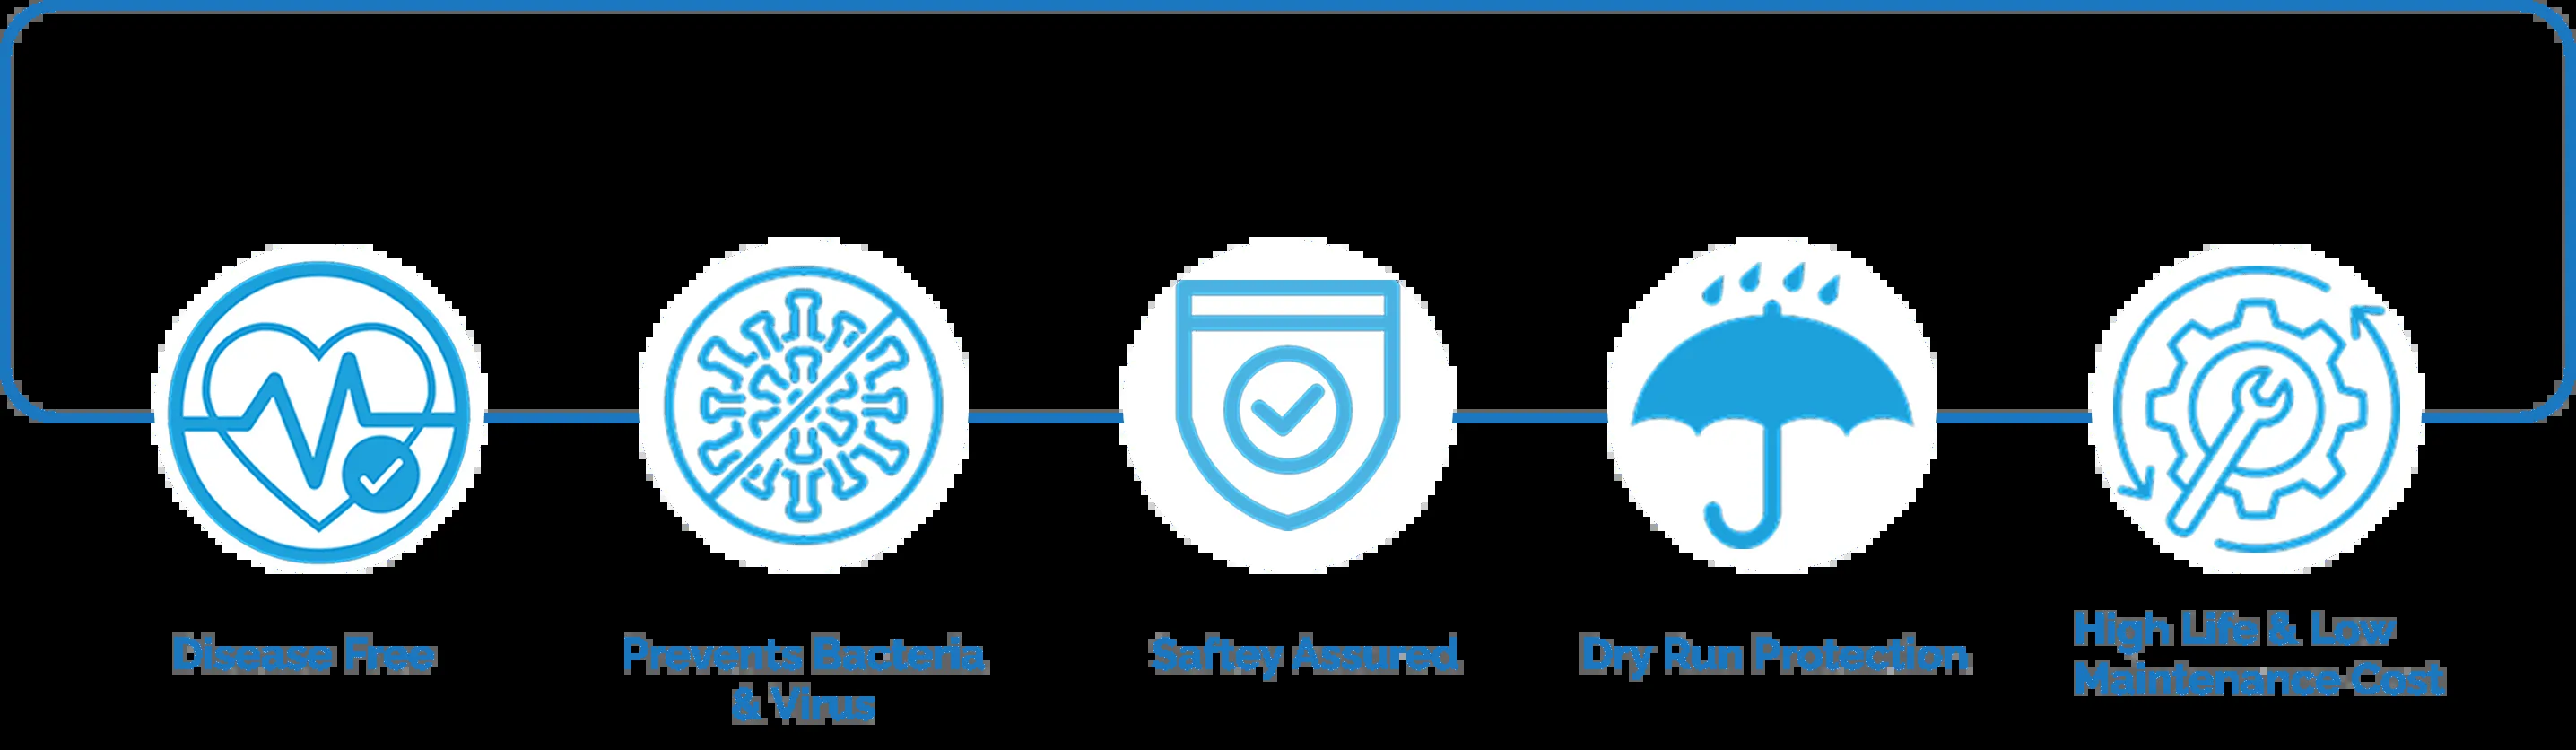 Disease Free
Prevents Bacteria
& Virus
Saftey Assured
Dry Run Protection
High Life & Low
Maintenance Cost